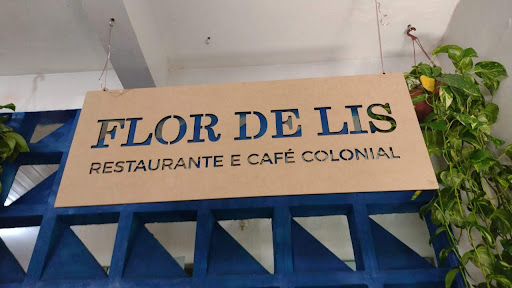 FLOR DE LIS
RESTAURANTE E CAFÉ COLONIAL